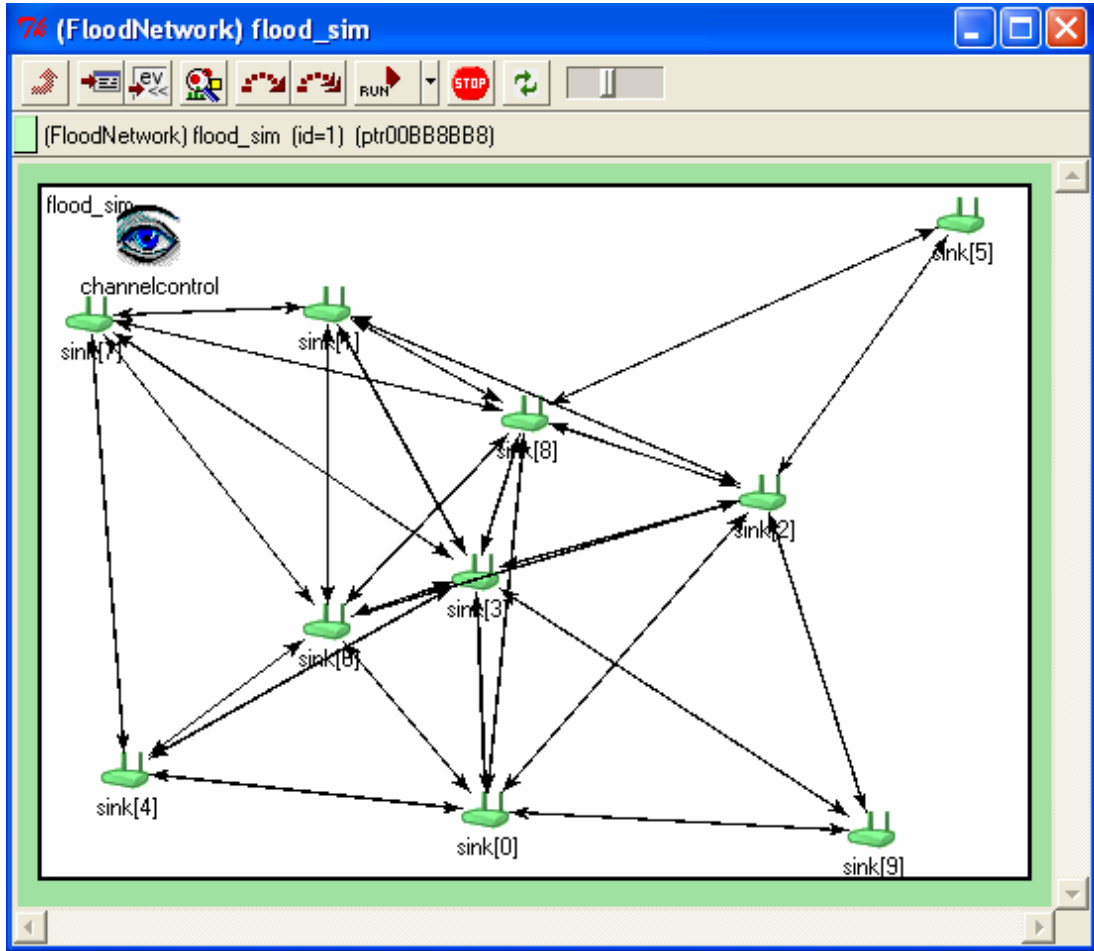 (FloodNetwork) flood_sim
ev
<<
RUN
STOP
(FloodNetwork) flood_sim (id=1) (ptr00BB8BB8)
flood_sim
channelcontrol
sink[5]
sink[7]
sink[1]
sink[8]
sink[2]
sink[3]
sink[6]
sink[4]
sink[0]
sink[9]